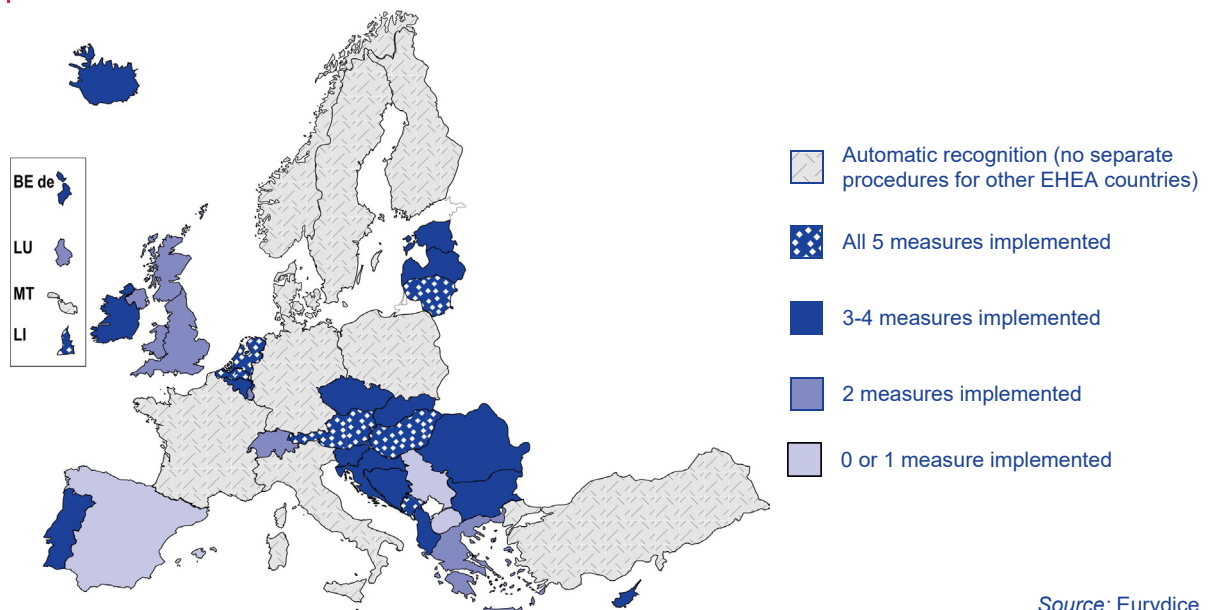 BE de
LU
MT
LI
Automatic recognition (no separate
procedures for other EHEA countries)
All 5 measures implemented
3-4 measures implemented
2 measures implemented
0 or 1 measure implemented
Source: Eurydice